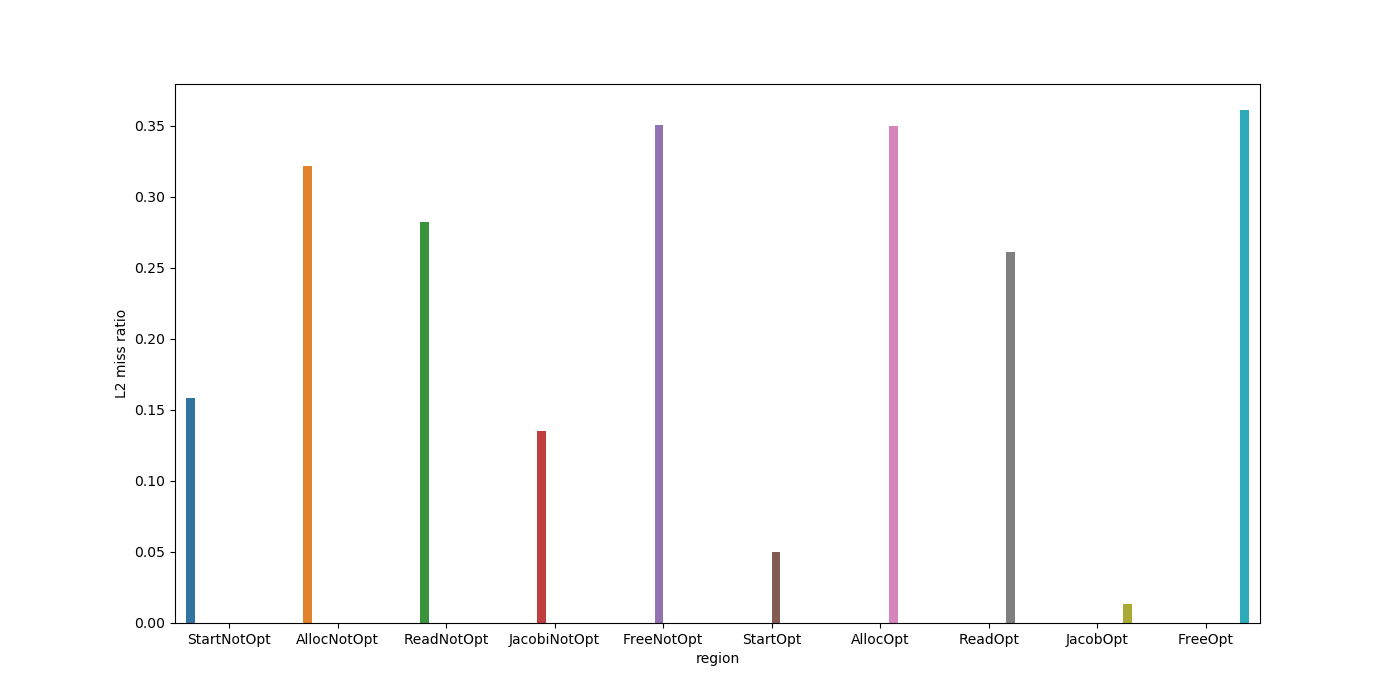 0.35
0.30
0.25
0.20
0.15
0.10
0.05
0.00
L2 miss ratio
StartNotOpt AllocNotOpt ReadNotOpt JacobiNotOpt FreeNotOpt StartOpt AllocOpt ReadOpt JacobOpt FreeOpt
region